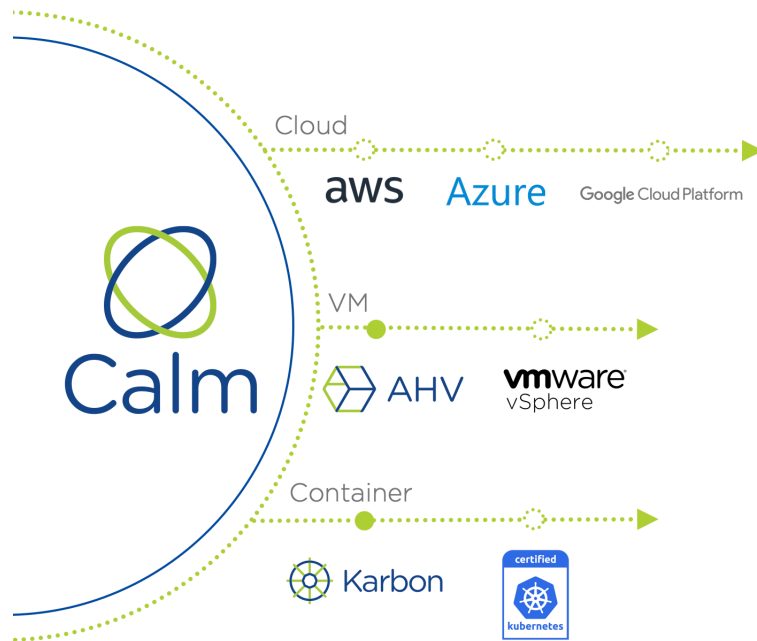 Cloud
aws
Azure
Google Cloud Platform
Calm
VM
AHV
vmware®
vSphere
Container
Karbon
certified
kubernetes